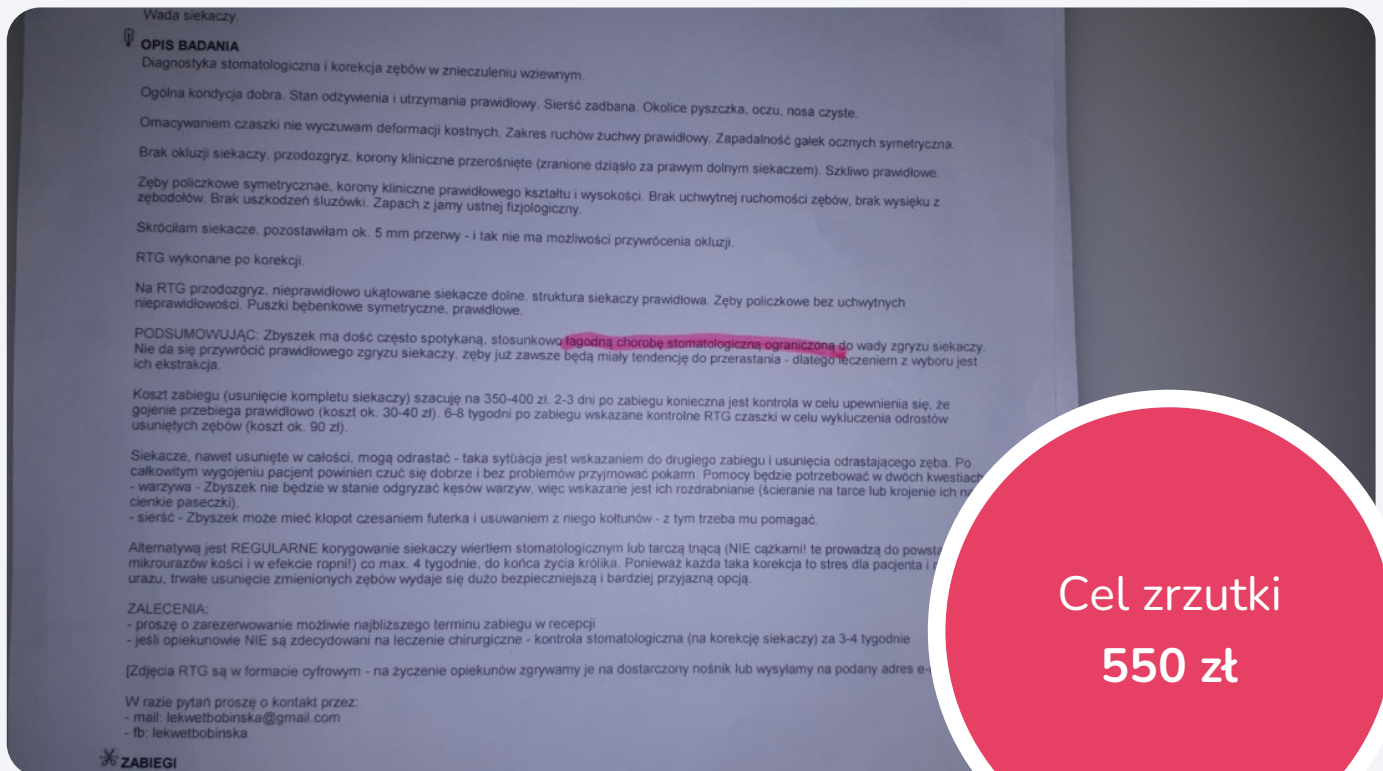 Wada siekaczy.
OPIS BADANIA
Diagnostyka stomatologiczna i korekcja zębów w znieczuleniu wziewnym.
Ogólna kondycja dobra. Stan odżywienia i utrzymania prawidłowy. Sierść zadbana. Okolice pyszczka, oczu, nosa czyste.
Omacywaniem czaszki nie wyczuwam deformacji kostnych. Zakres ruchów żuchwy prawidłowy. Zapadalność gałek ocznych symetryczna.
Brak okluzji siekaczy, przodozgryz, korony kliniczne przerośnięte (zranione dziąsło za prawym dolnym siekaczem). Szkliwo prawidłowe.
Zęby policzkowe symetrycznae, korony kliniczne prawidłowego kształtu i wysokości. Brak uchwytnej ruchomości zębów, brak wysięku z
zębodołów. Brak uszkodzeń śluzówki. Zapach z jamy ustnej fizjologiczny.
Skróciłam siekacze, pozostawiłam ok. 5 mm przerwy - i tak nie ma możliwości przywrócenia okluzji.
RTG wykonane po korekcji.
Na RTG przodozgryz, nieprawidłowo ukątowane siekacze dolne, struktura siekaczy prawidłowa. Zęby policzkowe bez uchwytnych
nieprawidłowości. Puszki bębenkowe symetryczne, prawidłowe.
PODSUMOWUJĄC: Zbyszek ma dość często spotykaną, stosunkowo łagodną chorobę stomatologiczną ograniczoną do wady zgryzu siekaczy.
Nie da się przywrócić prawidłowego zgryzu siekaczy, zęby już zawsze będą miały tendencję do przerastania - dlatego leczeniem z wyboru jest
ich ekstrakcja.
Koszt zabiegu (usunięcie kompletu siekaczy) szacuję na 350-400 zł. 2-3 dni po zabiegu konieczna jest kontrola w celu upewnienia się, że
gojenie przebiega prawidłowo (koszt ok. 30-40 zł). 6-8 tygodni po zabiegu wskazane kontrolne RTG czaszki w celu wykluczenia odrostów
usuniętych zębów (koszt ok. 90 zł).
Siekacze, nawet usunięte w całości, mogą odrastać - taka sytuacja jest wskazaniem do drugiego zabiegu i usunięcia odrastającego zęba. Po
całkowitym wygojeniu pacjent powinien czuć się dobrze i bez problemów przyjmować pokarm. Pomocy będzie potrzebować w dwóch kwestiach
- warzywa - Zbyszek nie będzie w stanie odgryzać kęsów warzyw, więc wskazane jest ich rozdrabnianie (ścieranie na tarce lub krojenie ich na
cienkie paseczki).
- sierść - Zbyszek może mieć kłopot czesaniem futerka i usuwaniem z niego kołtunów - z tym trzeba mu pomagać.
Alternatywą jest REGULARNE korygowanie siekaczy wiertłem stomatologicznym lub tarczą tnącą (NIE cążkami! te prowadzą do
mikrourazów kości i w efekcie ropni!) co max. 4 tygodnie, do końca życia królika. Ponieważ każda taka korekcja to stres dla pacjenta i
urazu, trwałe usunięcie zmienionych zębów wydaje się dużo bezpieczniejszą i bardziej przyjazną opcją.
ZALECENIA:
- proszę o zarezerwowanie możliwie najbliższego terminu zabiegu w recepcji
- jeśli opiekunowie NIE są zdecydowani na leczenie chirurgiczne - kontrola stomatologiczna (na korekcję siekaczy) za 3-4 tygodnie
[Zdjęcia RTG są w formacie cyfrowym - na życzenie opiekunów zgrywamy je na dostarczony nośnik lub wysyłamy na podany adres
W razie pytań proszę o kontakt przez:
- mail: lekwetbobinska@gmail.com
- fb: lekwetbobinska
ZABIEGI
Cel zrzutki
550 zł